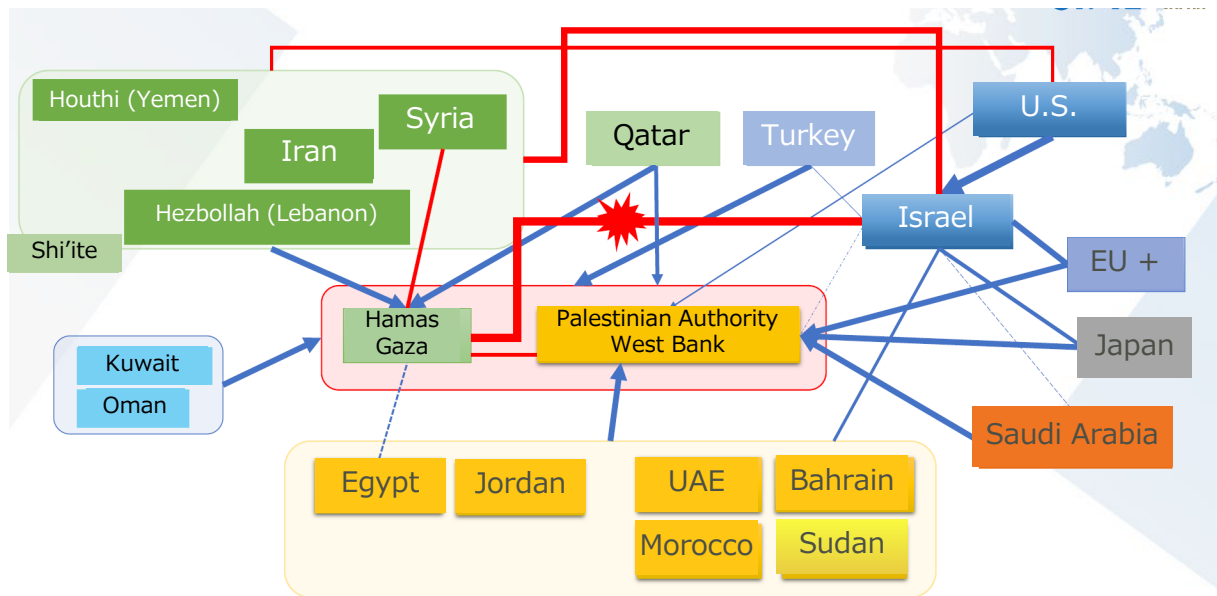 Houthi (Yemen)
Syria
Iran
Hezbollah (Lebanon)
Shi'ite
Qatar
Turkey
U.S.
Israel
EU +
Japan
Saudi Arabia
Hamas
Gaza
Palestinian Authority
West Bank
Kuwait
Oman
Egypt
Jordan
UAE
Bahrain
Morocco
Sudan